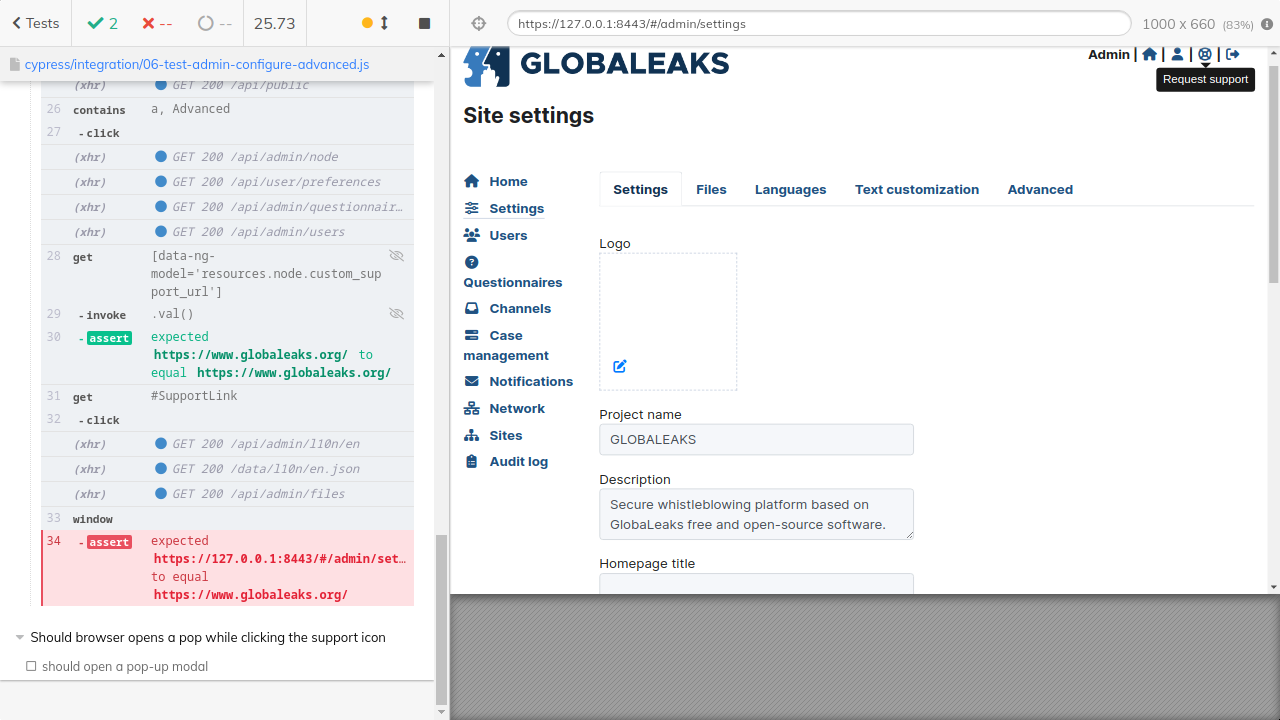 Tests
2
--
--
25.73
https://127.0.0.1:8443/#/admin/settings
1000 x 660 (83%)
cypress/integration/06-test-admin-configure-advanced.js
(xhr) GET 200 /api/public
26 contains a, Advanced
27 - click
(xhr) GET 200 /api/admin/node
(xhr) GET 200 /api/user/preferences
(xhr) GET 200 /api/admin/questionnair…
(xhr) GET 200 /api/admin/users
28 get [data-ng-
model='resources.node.custom_sup
port_url']
29 - invoke .val()
30 - assert expected
https://www.globaleaks.org/ to
equal https://www.globaleaks.org/
31 get #SupportLink
32 - click
(xhr) GET 200 /api/admin/l10n/en
(xhr) GET 200 /data/l10n/en.json
(xhr) GET 200 /api/admin/files
33 window
34 - assert expected
https://127.0.0.1:8443/#/admin/set…
to equal
https://www.globaleaks.org/
Should browser opens a pop while clicking the support icon
should open a pop-up modal
GLOBALEAKS
Admin | | | |
Request support
Site settings
Home
Settings
Users
Questionnaires
Channels
Case
management
Notifications
Network
Sites
Audit log
Settings Files Languages Text customization Advanced
Logo
Project name
GLOBALEAKS
Description
Secure whistleblowing platform based on
GlobaLeaks free and open-source software.
Homepage title